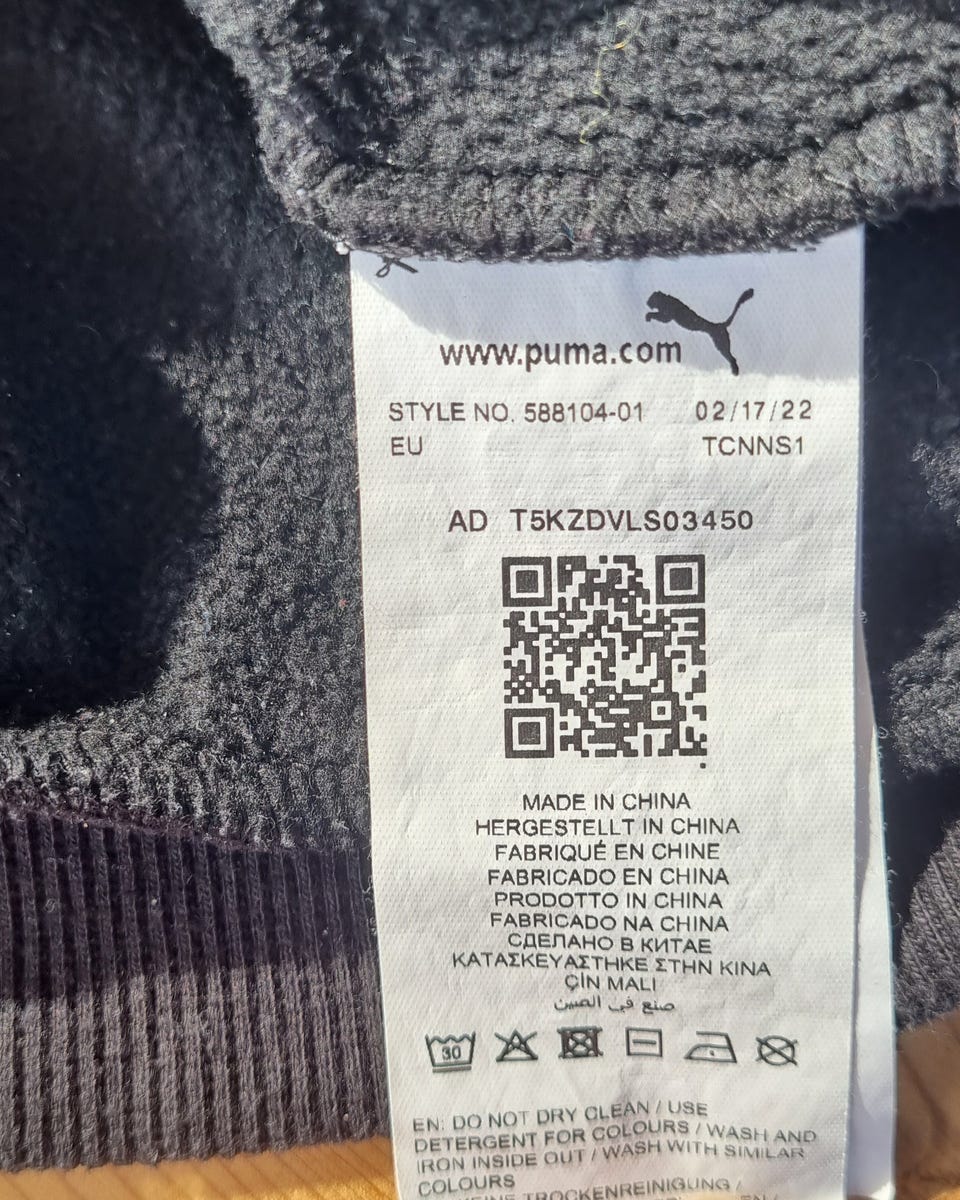 www.puma.com
STYLE NO. 588104-01 02/17/22
EU TCNNS1
AD T5KZDVLS03450
MADE IN CHINA
HERGESTELLT IN CHINA
FABRIQUÉ EN CHINE
FABRICADO EN CHINA
PRODOTTO IN CHINA
FABRICADO NA CHINA
СДЕЛАНО В КИТАЕ
ΚΑΤΑΣΚΕΥΑΣΤΗΚΕ ΣΤΗΝ ΚΙΝΑ
ÇİN MALI
صنع في الصين
30
EN: DO NOT DRY CLEAN / USE
DETERGENT FOR COLOURS / WASH AND
IRON INSIDE OUT / WASH WITH SIMILAR
COLOURS
TROCKENREINIGUNG /